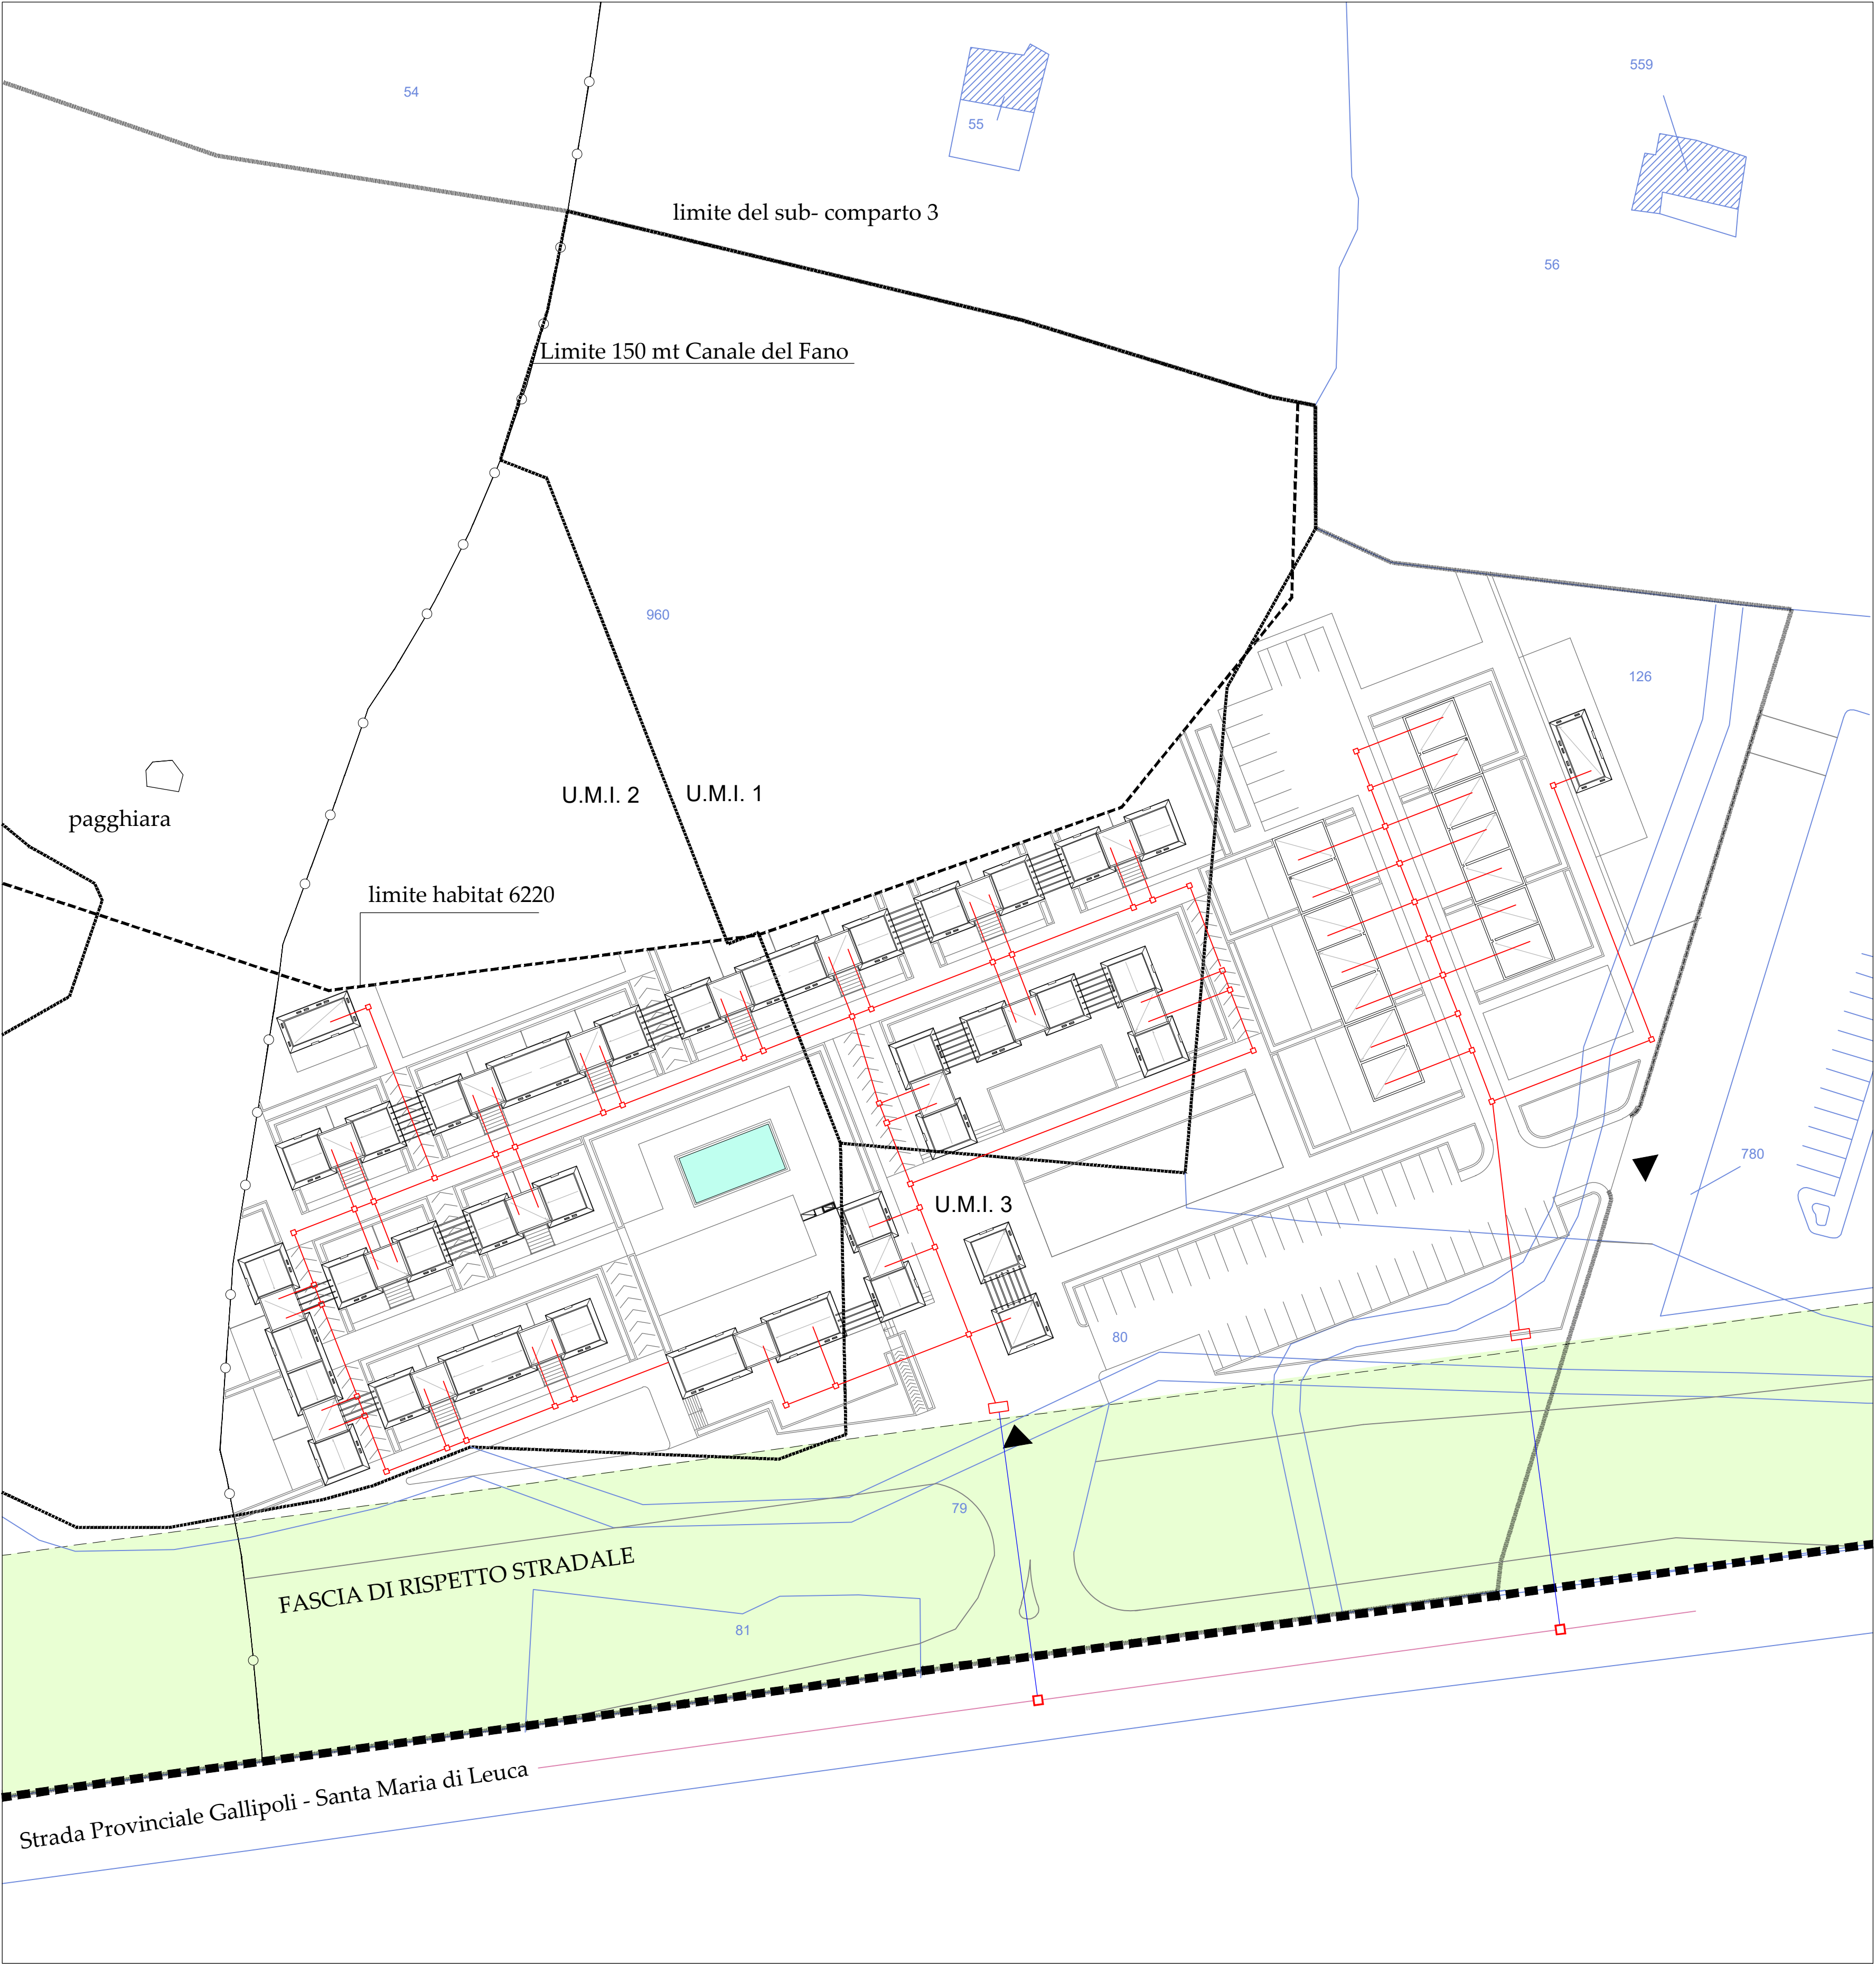 559
54
55
limite del sub- comparto 3
56
Limite 150 mt Canale del Fano
960
126
U.M.I. 2
U.M.I. 1
pagghiara
limite habitat 6220
780
U.M.I. 3
80
79
FASCIA DI RISPETTO STRADALE
81
Strada Provinciale Gallipoli - Santa Maria di Leuca